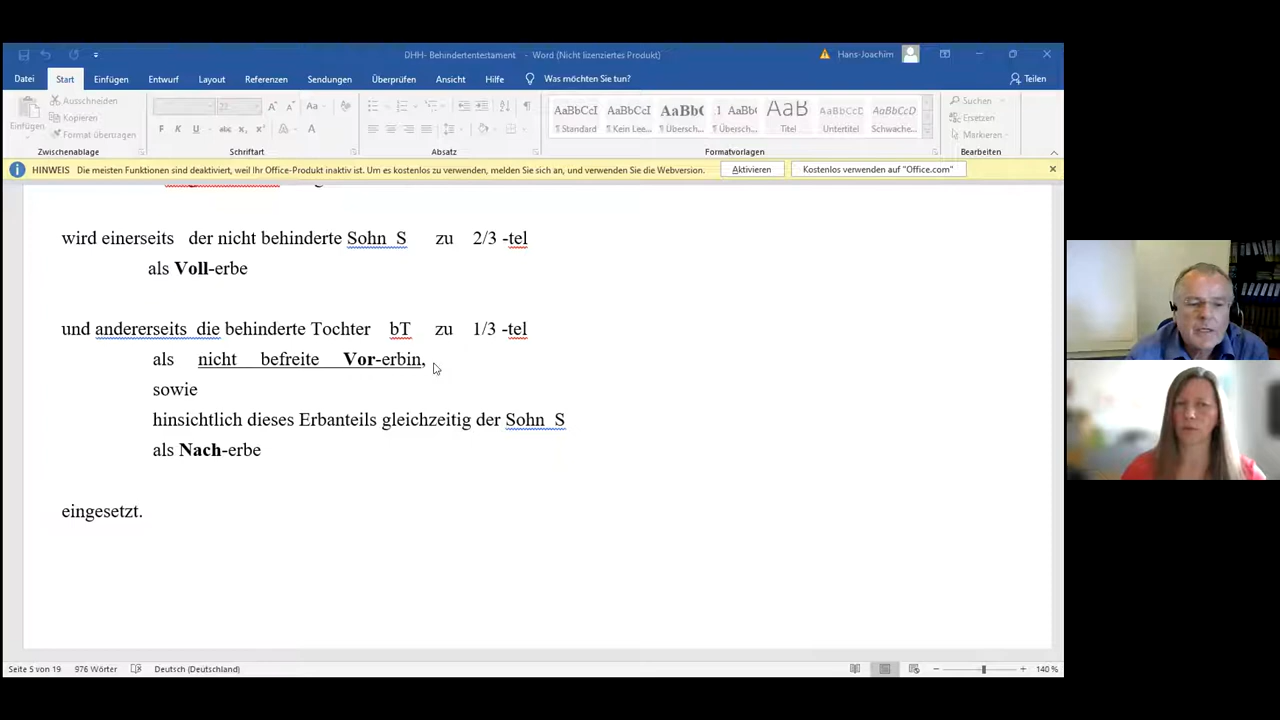 DHH- Behindertentestament - Word (Nicht lizenziertes Produkt)
Hans-Joachim
Datei Start Einfügen Entwurf Layout Referenzen Sendungen Überprüfen Ansicht Hilfe Was möchten Sie tun? Teilen
Einfügen
Ausschneiden
Kopieren
Format übertragen
Zwischenablage
22
F K U abc x₂ x²
Schriftart
Absatz
AaBbCcI AaBbCcI AaBb( 1 AaBb( AaB AaBbCcD AaBbCcD
¶ Standard ¶ Kein Lee... ¶ Übersch... ¶ Übersch... Titel Untertitel Schwache...
Formatvorlagen
Suchen
Ersetzen
Markieren
Bearbeiten
HINWEIS Die meisten Funktionen sind deaktiviert, weil Ihr Office-Produkt inaktiv ist. Um es kostenlos zu verwenden, melden Sie sich an, und verwenden Sie die Webversion. Aktivieren Kostenlos verwenden auf "Office.com"
wird einerseits der nicht behinderte Sohn S zu 2/3 -tel
als Voll-erbe
und andererseits die behinderte Tochter bT zu 1/3 -tel
als nicht befreite Vor-erbin,
sowie
hinsichtlich dieses Erbanteils gleichzeitig der Sohn S
als Nach-erbe
eingesetzt.
Seite 5 von 19 976 Wörter Deutsch (Deutschland) 140 %